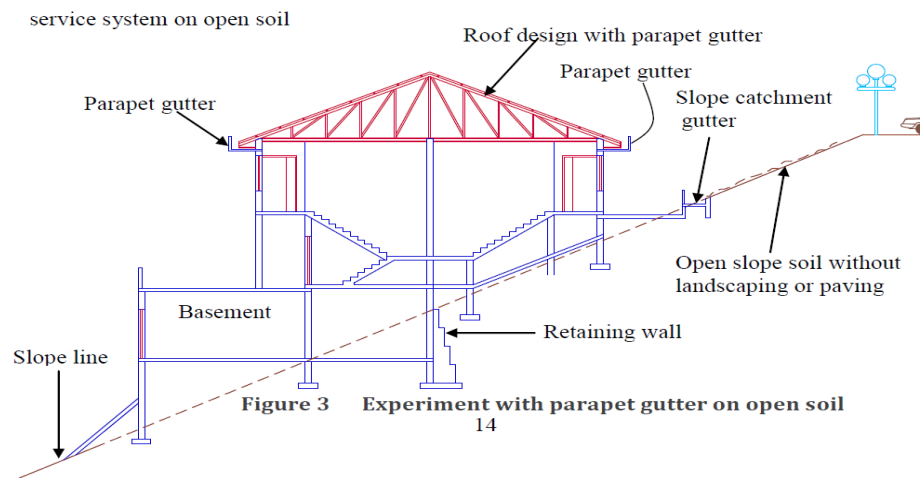 service system on open soil
Roof design with parapet gutter
Parapet gutter
Parapet gutter
Slope catchment
gutter
Open slope soil without
landscaping or paving
Basement
Retaining wall
Slope line
Figure 3 Experiment with parapet gutter on open soil
14